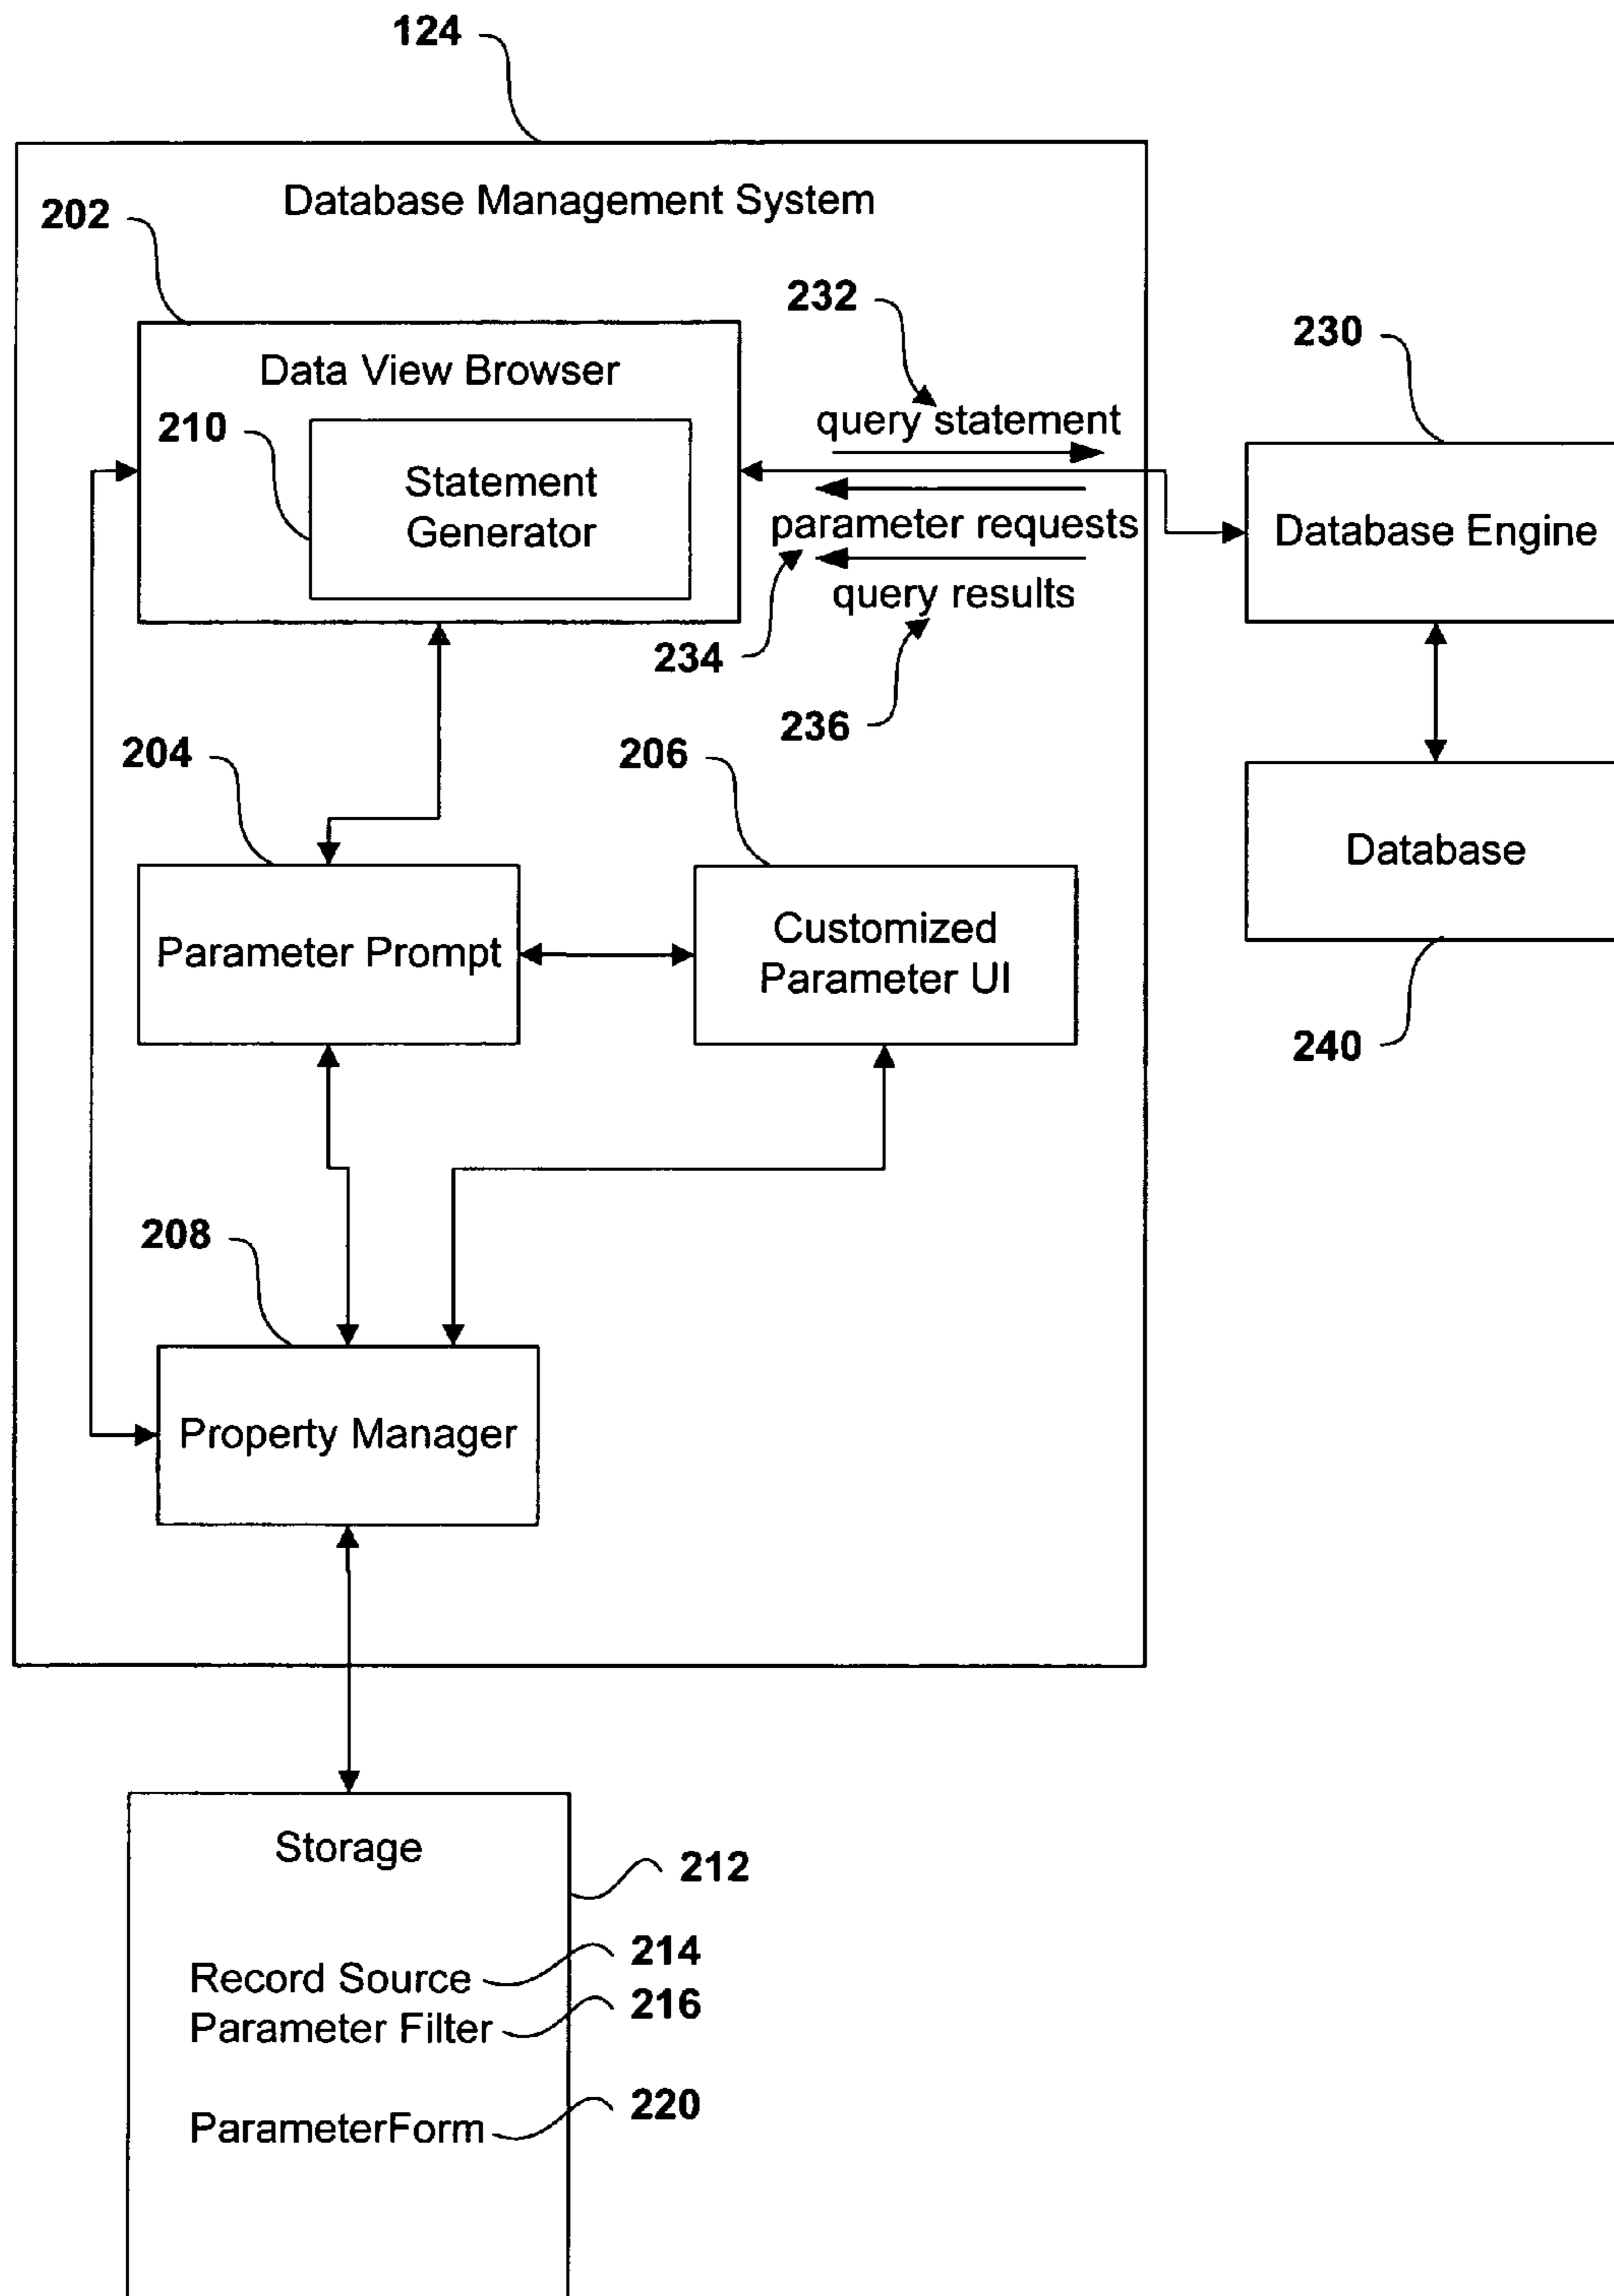 124
Database Management System
202
232
230
Data View Browser
210
query statement
Statement
Generator
parameter requests
Database Engine
query results
234
236
204
206
Database
Parameter Prompt
Customized
Parameter UI
240
208
Property Manager
Storage
212
214
Record Source
216
Parameter Filter
220
ParameterForm